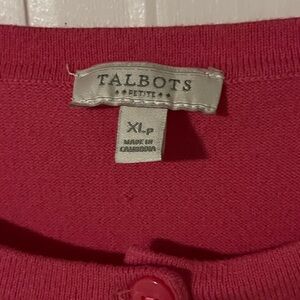 TALBOTS
PETITE
XLP
MADE IN
CAMBODIA